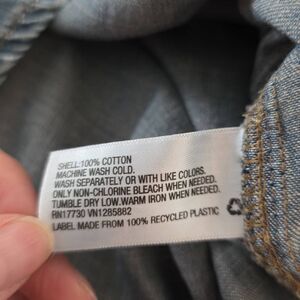 SHELL:100% COTTON
MACHINE WASH COLD.
WASH SEPARATELY OR WITH LIKE COLORS.
ONLY NON-CHLORINE BLEACH WHEN NEEDED.
TUMBLE DRY LOW.WARM IRON WHEN NEEDED.
RN17730 VN1285882
LABEL MADE FROM 100% RECYCLED PLASTIC